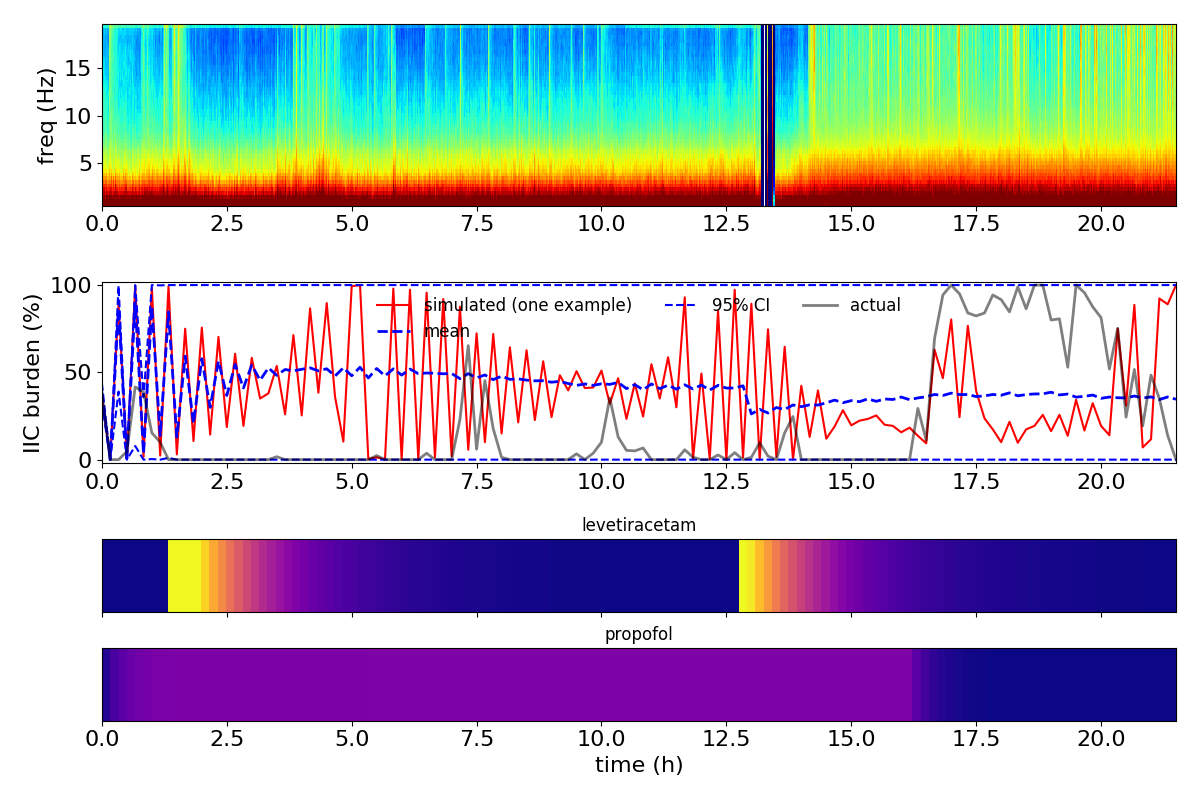 freq (Hz)
15
10
5
0.0 2.5 5.0 7.5 10.0 12.5 15.0 17.5 20.0
IIC burden (%)
100
50
0
simulated (one example) 95% CI actual
mean
0.0 2.5 5.0 7.5 10.0 12.5 15.0 17.5 20.0
levetiracetam
propofol
0.0 2.5 5.0 7.5 10.0 12.5 15.0 17.5 20.0
time (h)